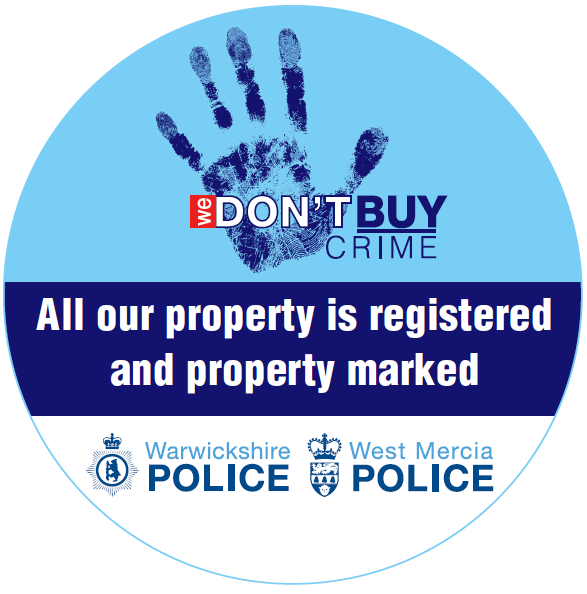 we DON'T BUY
CRIME
All our property is registered
and property marked
Warwickshire West Mercia
POLICE POLICE